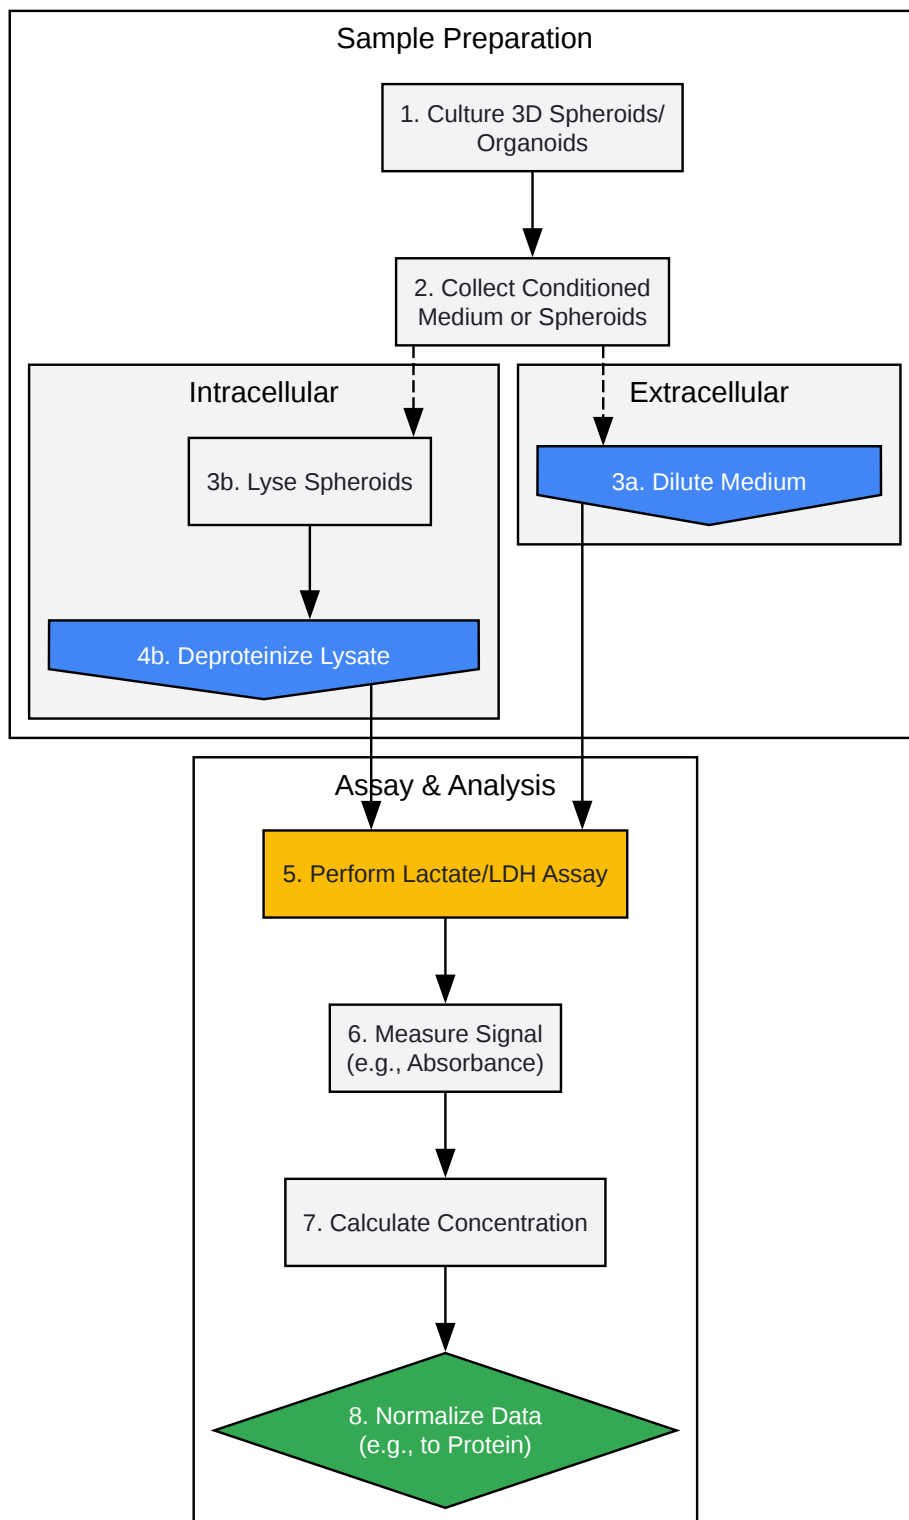 Sample Preparation
1. Culture 3D Spheroids/
Organoids
2. Collect Conditioned
Medium or Spheroids
Intracellular
3b. Lyse Spheroids
4b. Deproteinize Lysate
Extracellular
3a. Dilute Medium
Assay & Analysis
5. Perform Lactate/LDH Assay
6. Measure Signal
(e.g., Absorbance)
7. Calculate Concentration
8. Normalize Data
(e.g., to Protein)